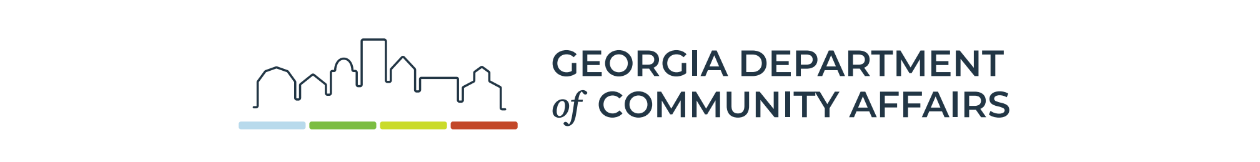 GEORGIA DEPARTMENT
of COMMUNITY AFFAIRS